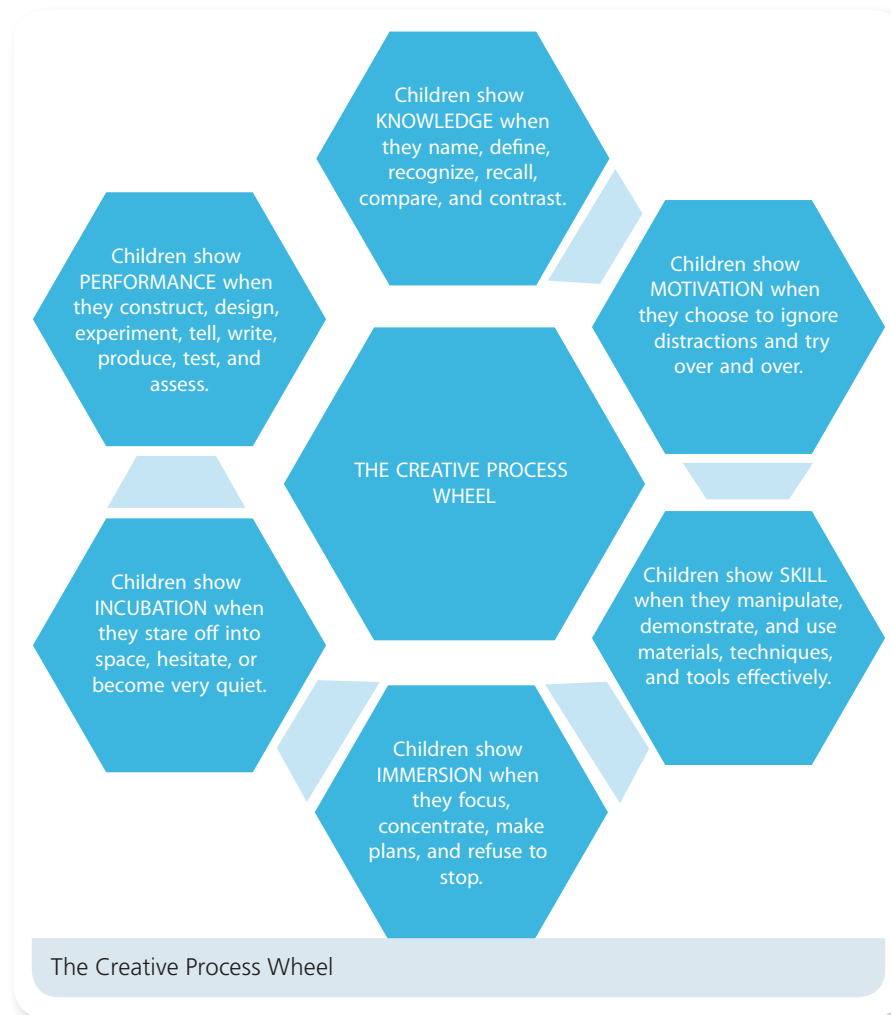 Children show
KNOWLEDGE when
they name, define,
recognize, recall,
compare, and contrast.
Children show
MOTIVATION when
they choose to ignore
distractions and try
over and over.
Children show SKILL
when they manipulate,
demonstrate, and use
materials, techniques,
and tools effectively.
Children show
IMMERSION when
they focus,
concentrate, make
plans, and refuse to
stop.
Children show
INCUBATION when
they stare off into
space, hesitate, or
become very quiet.
Children show
PERFORMANCE when
they construct, design,
experiment, tell, write,
produce, test, and
assess.
THE CREATIVE PROCESS
WHEEL
The Creative Process Wheel